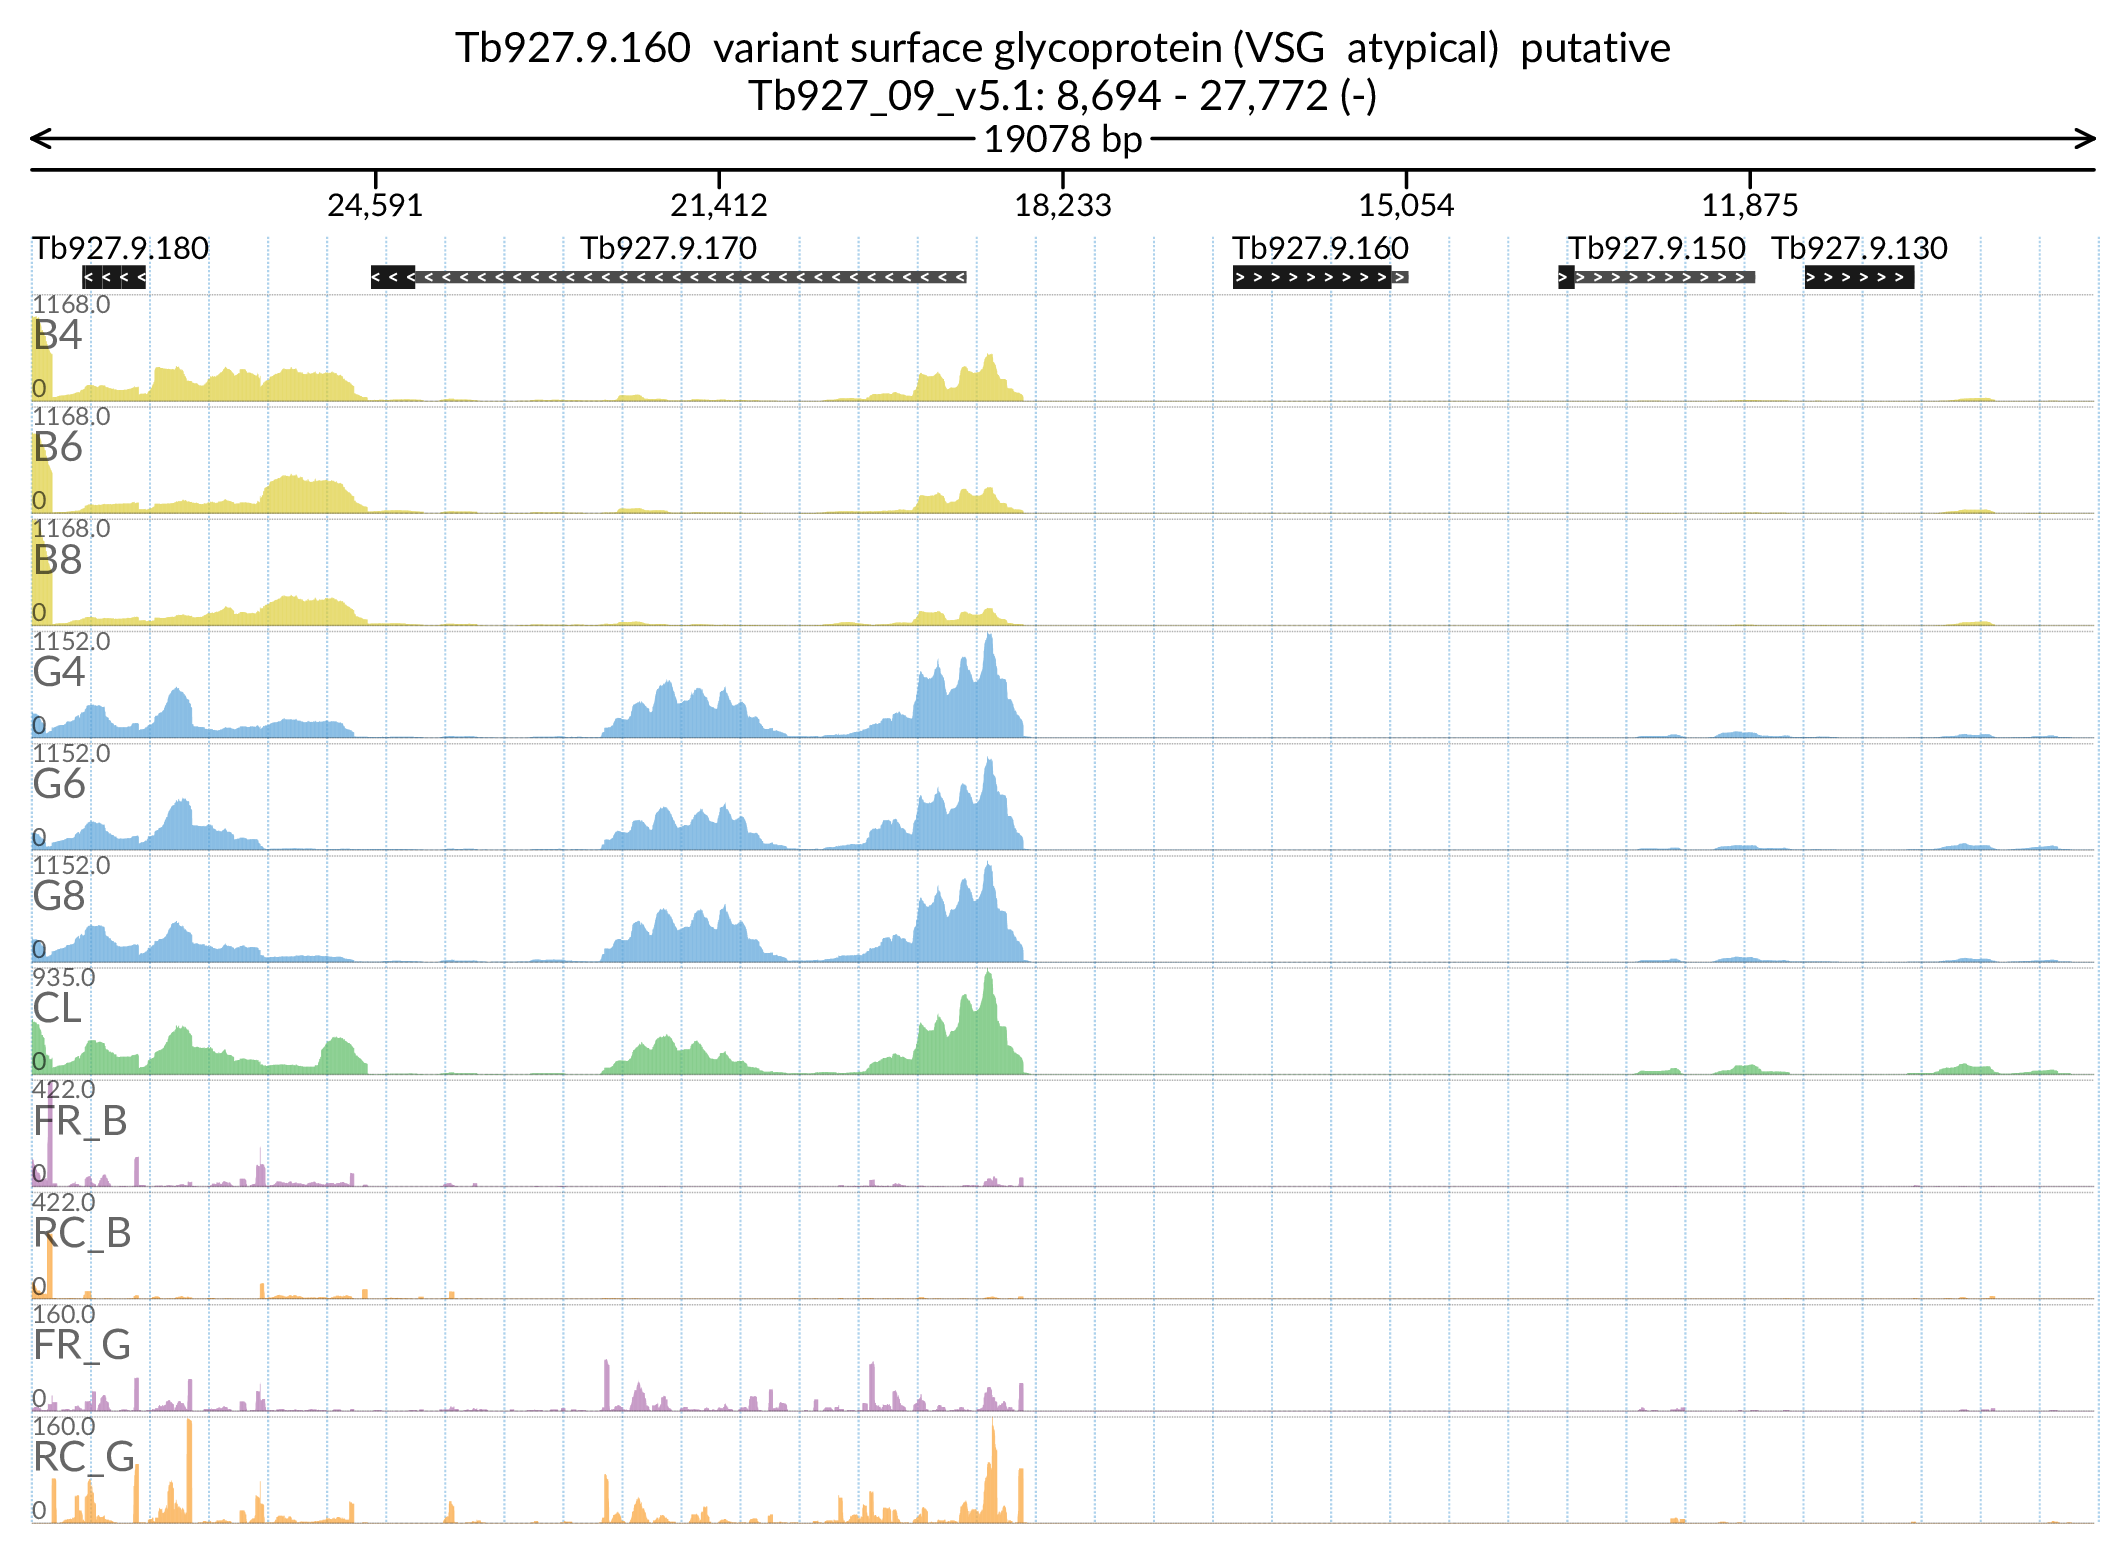 Tb927.9.160 variant surface glycoprotein (VSG atypical) putative
Tb927_09_v5.1: 8,694 - 27,772 (-)
19078 bp
24,591 21,412 18,233 15,054 11,875
Tb927.9.180 Tb927.9.170 Tb927.9.160 Tb927.9.150 Tb927.9.130
1168.0
B4
0
1168.0
B6
0
1168.0
B8
0
1152.0
G4
0
1152.0
G6
0
1152.0
G8
0
935.0
CL
0
422.0
FR_B
0
422.0
RC_B
0
160.0
FR_G
0
160.0
RC_G
0